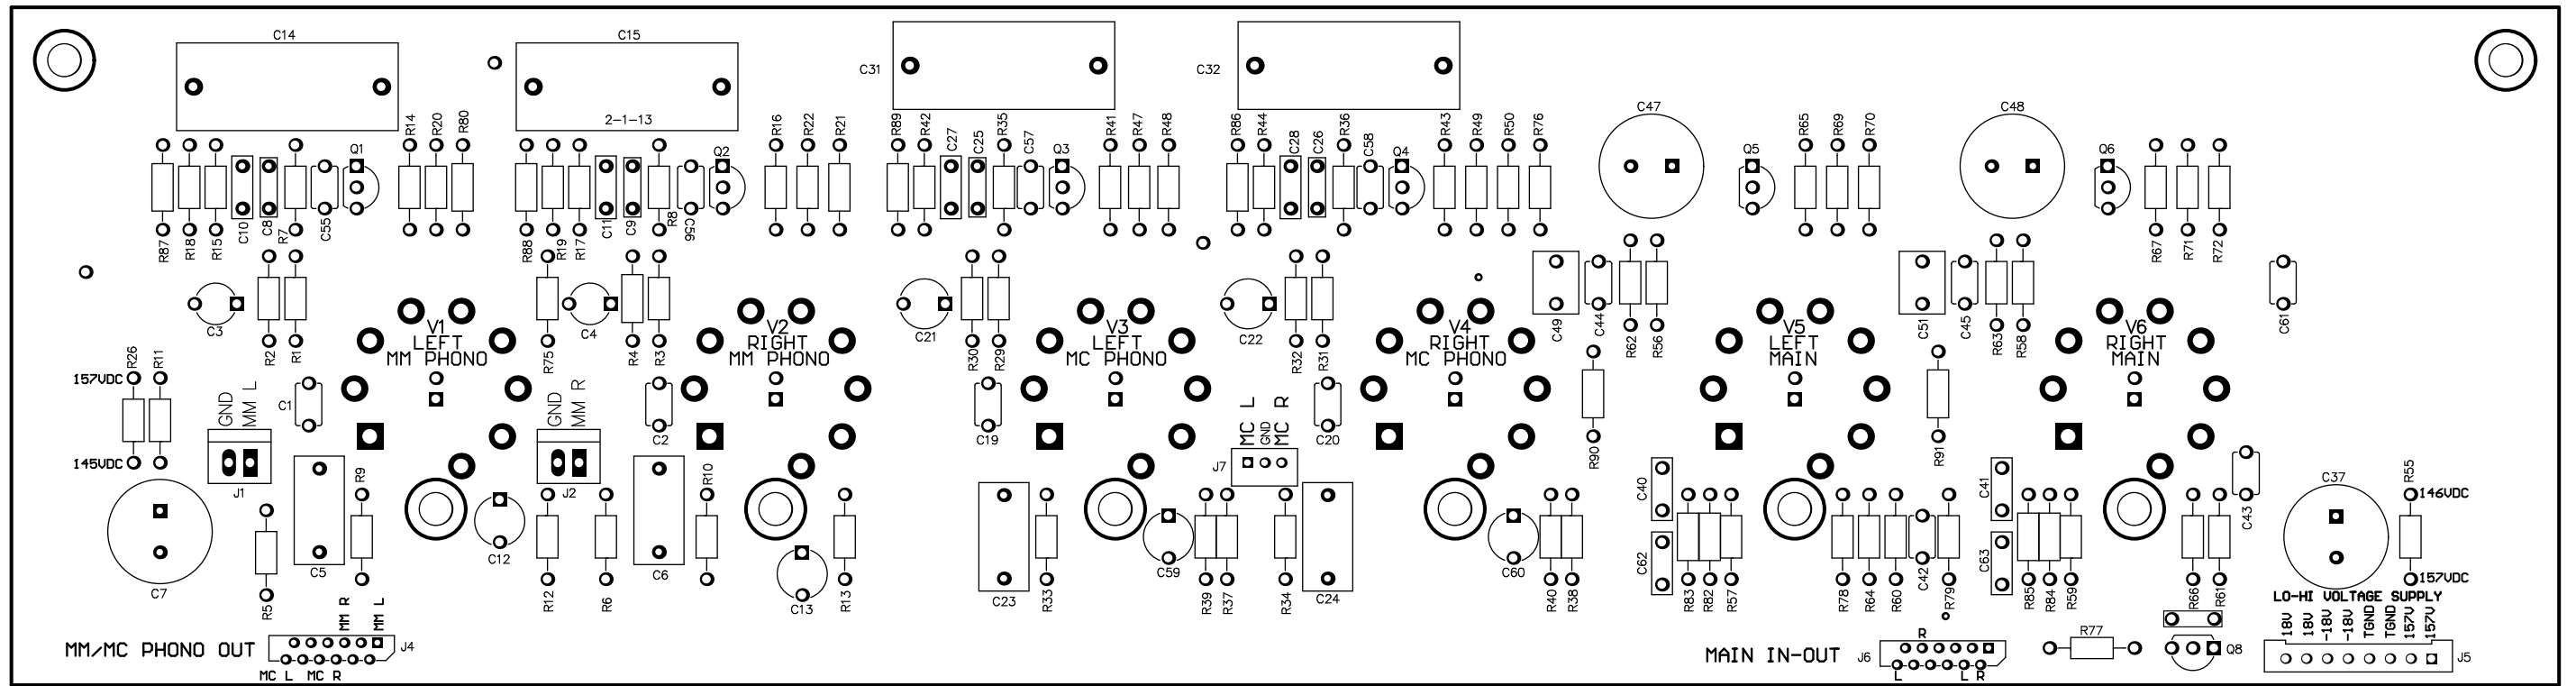 C14
C15
C31
C32
2-1-13
C47
C48
R14
R20
R80
R16
R22
R21
R89
R42
C27
C25
R35
C57
Q3
R41
R47
R48
R86
R44
C28
C26
R36
C58
Q4
R43
R49
R50
R76
Q5
R65
R69
R70
Q6
Q1
Q2
R87
R18
R15
C10
C8
R7
C55
R88
R19
R17
C11
C9
R8
C56
R67
R71
R72
C3
R2
R1
R75
C4
R4
R3
C21
R30
R29
C22
R32
R31
C49
C44
R62
R56
C51
C45
R63
R58
C61
V1
LEFT
MM PHONO
V2
RIGHT
MM PHONO
V3
LEFT
MC PHONO
V4
RIGHT
MC PHONO
V5
LEFT
MAIN
V6
RIGHT
MAIN
R26
R11
157VDC
145VDC
GND
MM L
C1
J1
GND
MM R
C2
J2
C19
MC L
GND
MC R
J7
C20
R90
R91
C7
R5
C5
R9
C12
R12
R6
C6
R10
C13
R13
C23
R33
C59
R39
R37
R34
C24
C60
R40
R38
C40
C62
R83
R82
R57
R78
R64
R60
C42
R79
C41
C63
R85
R84
R59
R66
R61
C43
C37
R55
146VDC
157VDC
LO-HI VOLTAGE SUPPLY
18V
18V
-18V
-18V
TGND
TGND
157V
157V
J5
MM R
MM L
MM/MC PHONO OUT
J4
MC L
MC R
MAIN IN-OUT
J6
R
L
L R
R77
Q8